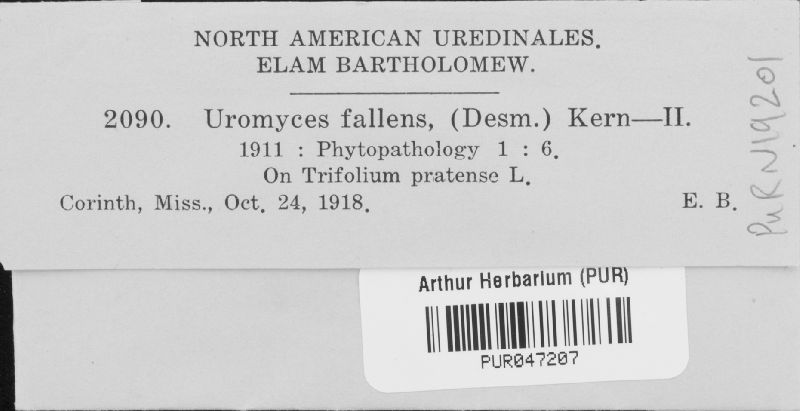 NORTH AMERICAN UREDINALES.
ELAM BARTHOLOMEW.
2090. Uromyces fallens, (Desm.) Kern—II.
1911 : Phytopathology 1 : 6.
On Trifolium pratense L.
Corinth, Miss., Oct. 24, 1918. E. B.
PUR N19201
Arthur Herbarium (PUR)
PUR047207